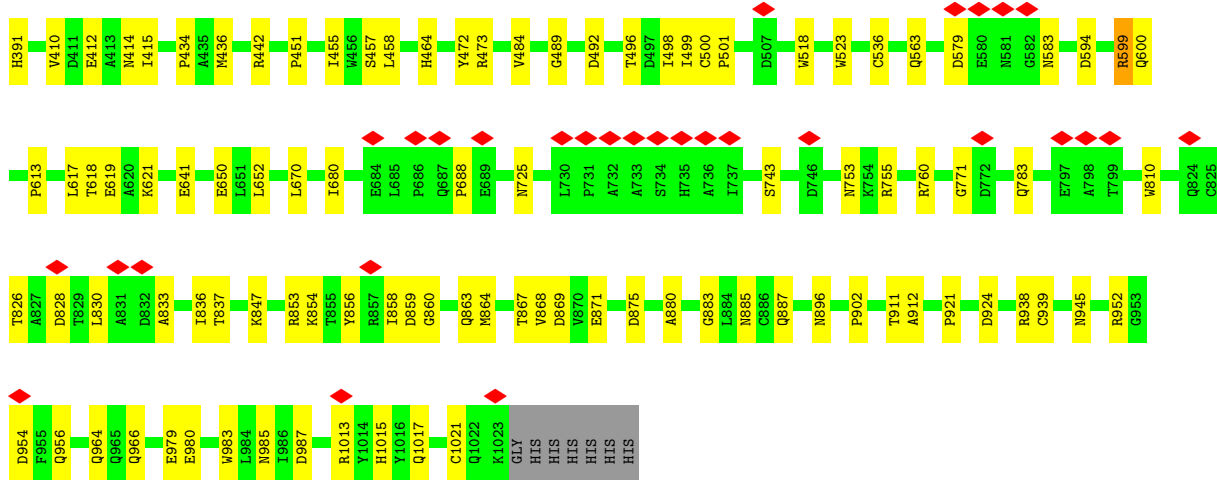 H391 V410 D411 E412 A413 N414 I415 P434 A435 M436 R442 P451 I455 W456 S457 L458 H464 Y472 R473 V484 G489 D492 T496 D497 I498 I499 C500 P501 D507 W518 W523 C536 Q563 D579 E580 N581 G582 N583 D594 R599 Q600
P613 L617 T618 E619 A620 K621 E641 E650 L651 L652 L670 I680 E684 L685 P686 Q687 P688 E689 N725 L730 P731 A732 A733 S734 H735 A736 I737 S743 D746 N753 K754 R755 R760 G771 D772 Q783 E797 A798 T799 W810 Q824 C825
T826 A827 D828 T829 L830 A831 D832 A833 I836 T837 K847 R853 K854 T855 Y856 R857 I858 D859 G860 Q863 M864 T867 V868 D869 V870 E871 D875 A880 G883 L884 N885 C886 Q887 N896 P902 T911 A912 P921 D924 R938 C939 N945 R952 G953
D954 F955 Q956 Q964 Q965 Q966 E979 E980 W983 L984 N985 I986 D987 R1013 Y1014 H1015 Y1016 Q1017 C1021 Q1022 K1023 GLY HIS HIS HIS HIS HIS HIS